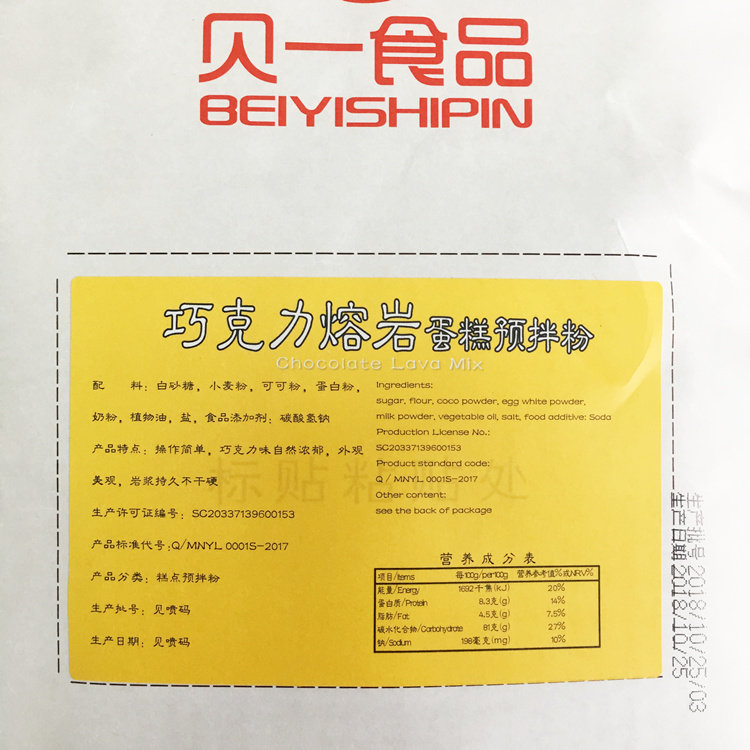 贝一食品
BEIYISHIPIN
巧克力熔岩蛋糕预拌粉
Chocolate Lava Mix
配 料：白砂糖，小麦粉，可可粉，蛋白粉，
奶粉，植物油，盐，食品添加剂：碳酸氢钠
产品特点：操作简单，巧克力味自然浓郁，外观
美观，岩浆持久不干硬
生产许可证编号：SC20337139600153
产品标准代号：Q/MNYL 0001S-2017
产品分类：糕点预拌粉
生产批号：见喷码
生产日期：见喷码
Ingredients:
sugar, flour, coco powder, egg white powder,
milk powder, vegetable oil, salt, food additive: Soda
Production License No.:
SC20337139600153
Product standard code:
Q / MNYL 0001S-2017
Other content:
see the back of package
标贴粘贴处
营养成分表
项目/Items 每100g/per100g 营养参考值%或NRV%
能量/Energy 1692千焦(kJ) 20%
蛋白质/Protein 8.3克(g) 14%
脂肪/Fat 4.5克(g) 7.5%
碳水化合物/Carbohydrate 81克(g) 27%
钠/Sodium 198毫克(mg) 10%
生产批号 2018/10/25/03
生产日期 2018/10/25